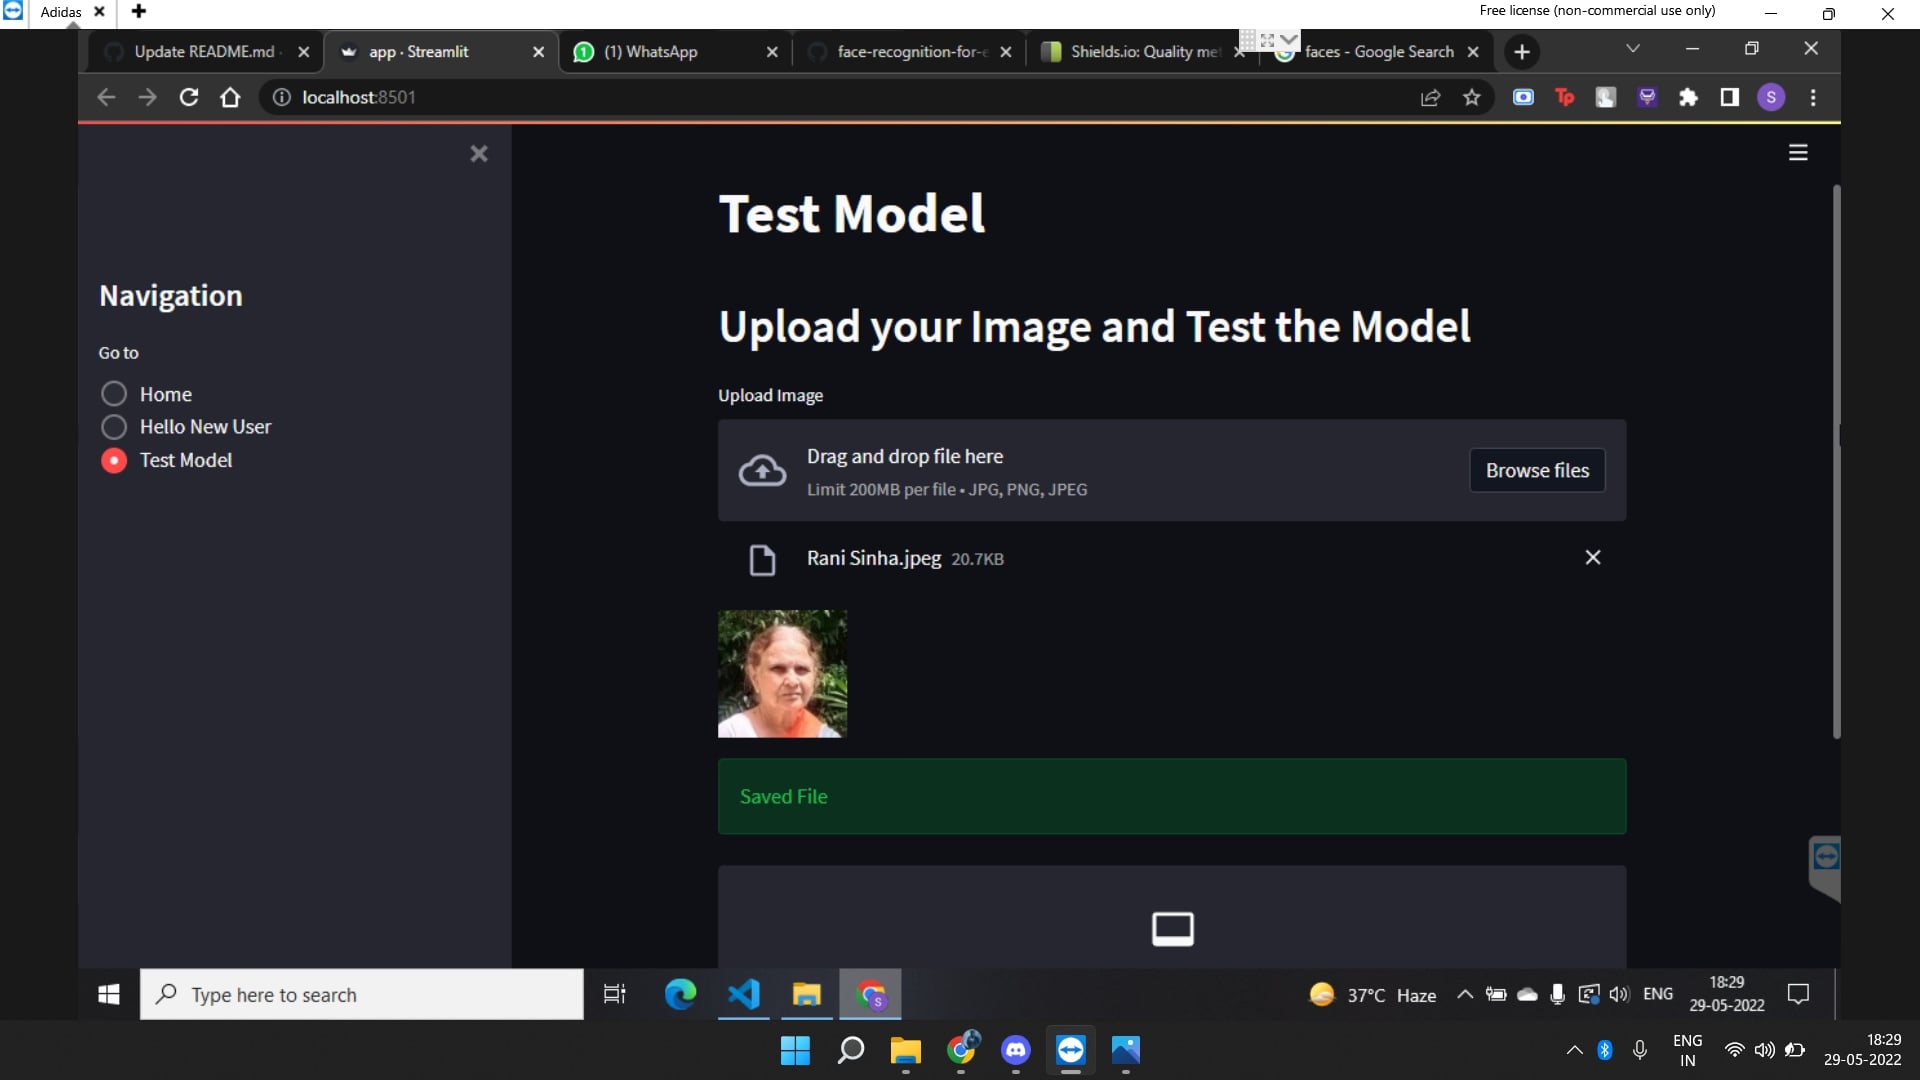 Adidas
Free license (non-commercial use only)
Update README.md
app · Streamlit
(1) WhatsApp
face-recognition-for-
Shields.io: Quality met
faces - Google Search
localhost:8501
S
Test Model
Upload your Image and Test the Model
Navigation
Go to
Home
Hello New User
Test Model
Upload Image
Drag and drop file here
Limit 200MB per file • JPG, PNG, JPEG
Browse files
Rani Sinha.jpeg 20.7KB
Saved File
Type here to search
37°C Haze
ENG
18:29
29-05-2022
ENG
IN
18:29
29-05-2022